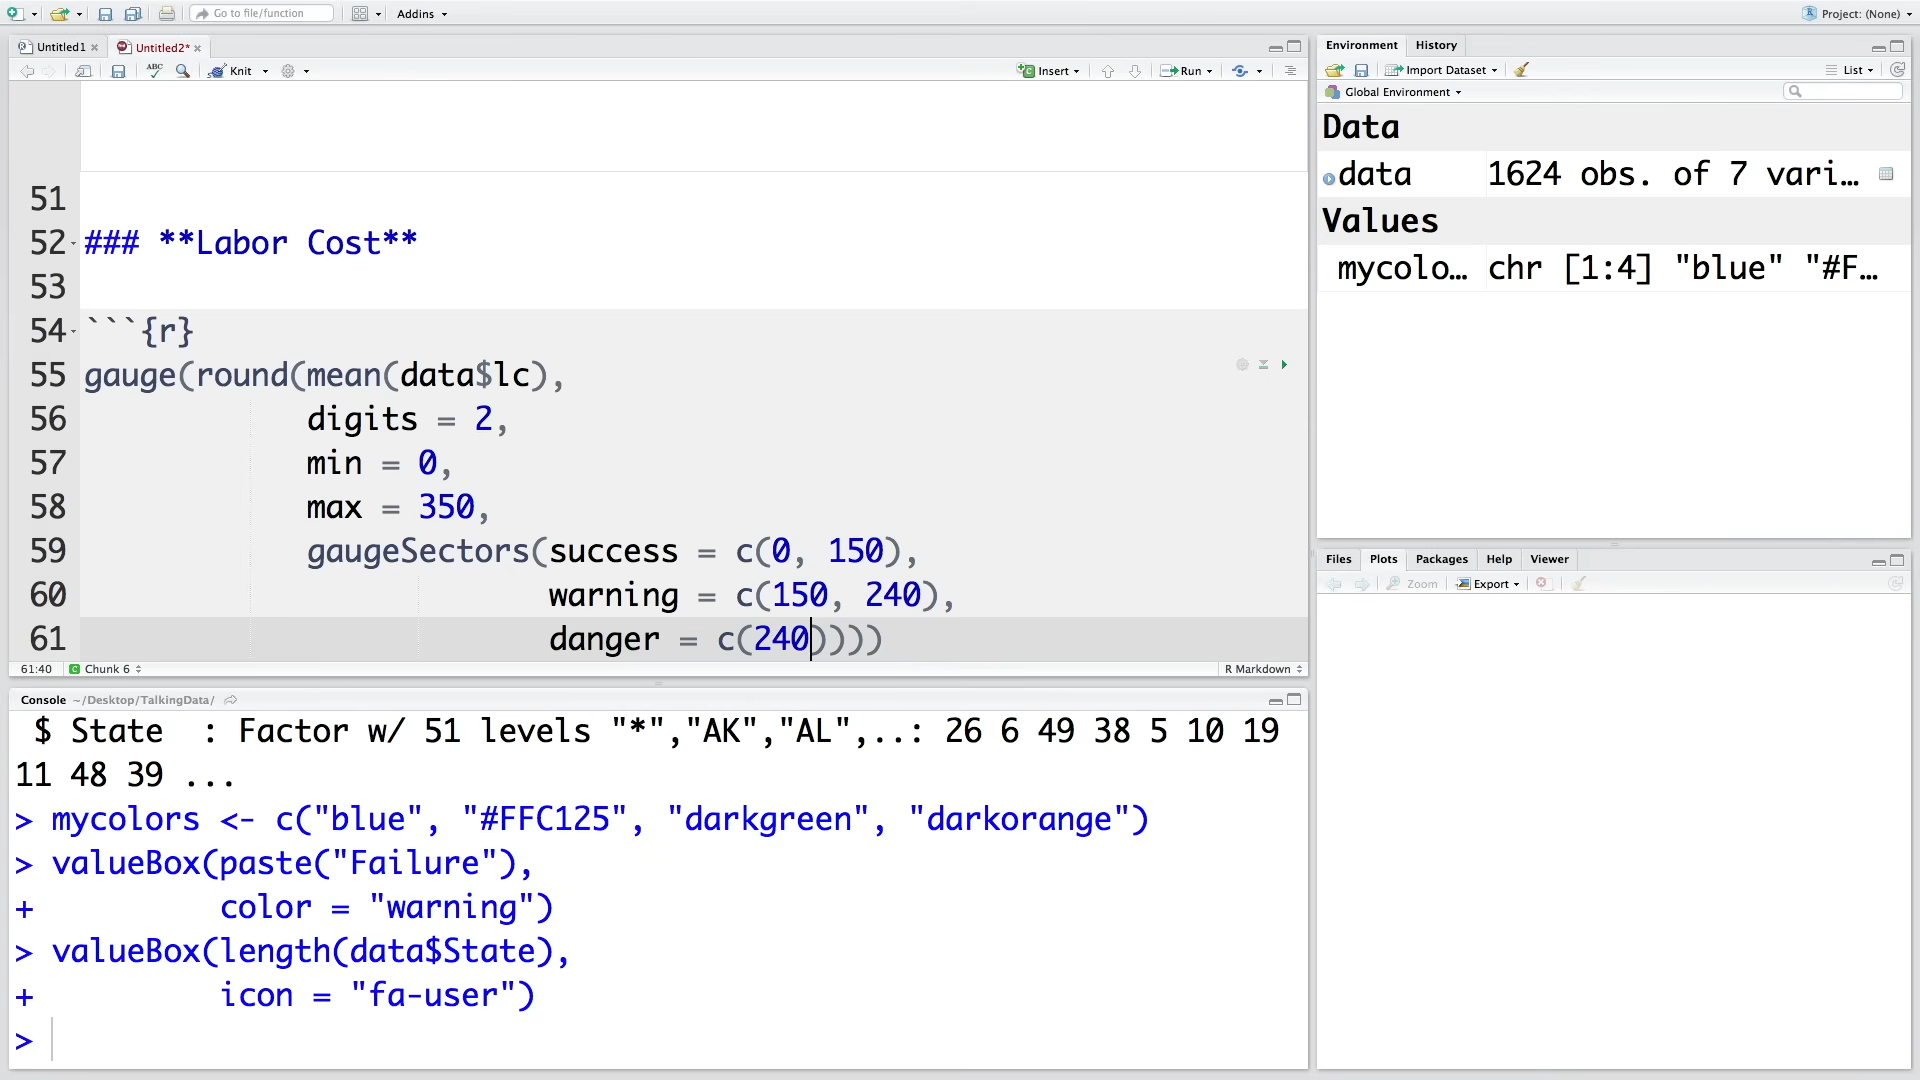 Go to file/function
Addins
Project: (None)
Untitled1
Untitled2*
ABC
Knit
Insert
Run
51
52 ### **Labor Cost**
53
54 ```{r}
55 gauge(round(mean(data$lc),
56 digits = 2,
57 min = 0,
58 max = 350,
59 gaugeSectors(success = c(0, 150),
60 warning = c(150, 240),
61 danger = c(240))))
61:40
Chunk 6
R Markdown
Console ~/Desktop/TalkingData/
$ State : Factor w/ 51 levels "*","AK","AL",..: 26 6 49 38 5 10 19
11 48 39 ...
> mycolors <- c("blue", "#FFC125", "darkgreen", "darkorange")
> valueBox(paste("Failure"),
+ color = "warning")
> valueBox(length(data$State),
+ icon = "fa-user")
>
Environment
History
Import Dataset
List
Global Environment
Data
data 1624 obs. of 7 vari…
Values
mycolo… chr [1:4] "blue" "#F…
Files
Plots
Packages
Help
Viewer
Zoom
Export